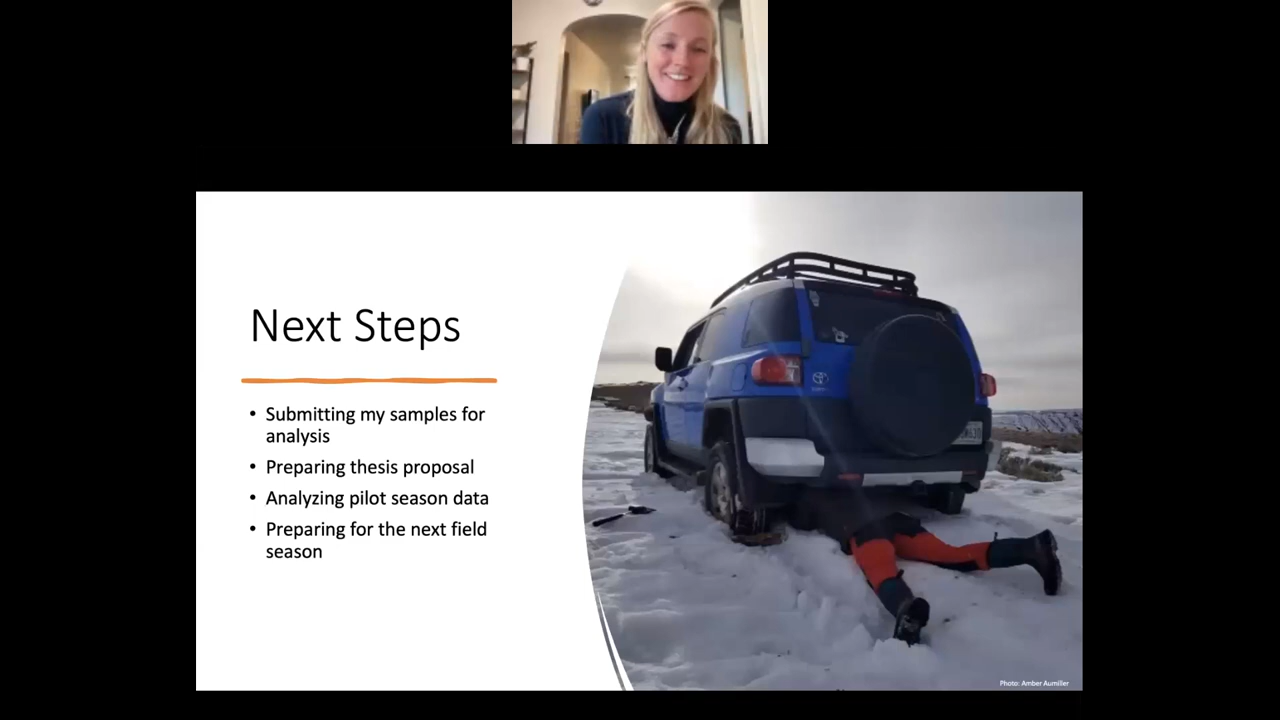 Next Steps
• Submitting my samples for
analysis
• Preparing thesis proposal
• Analyzing pilot season data
• Preparing for the next field
season
Photo: Amber Aumiller